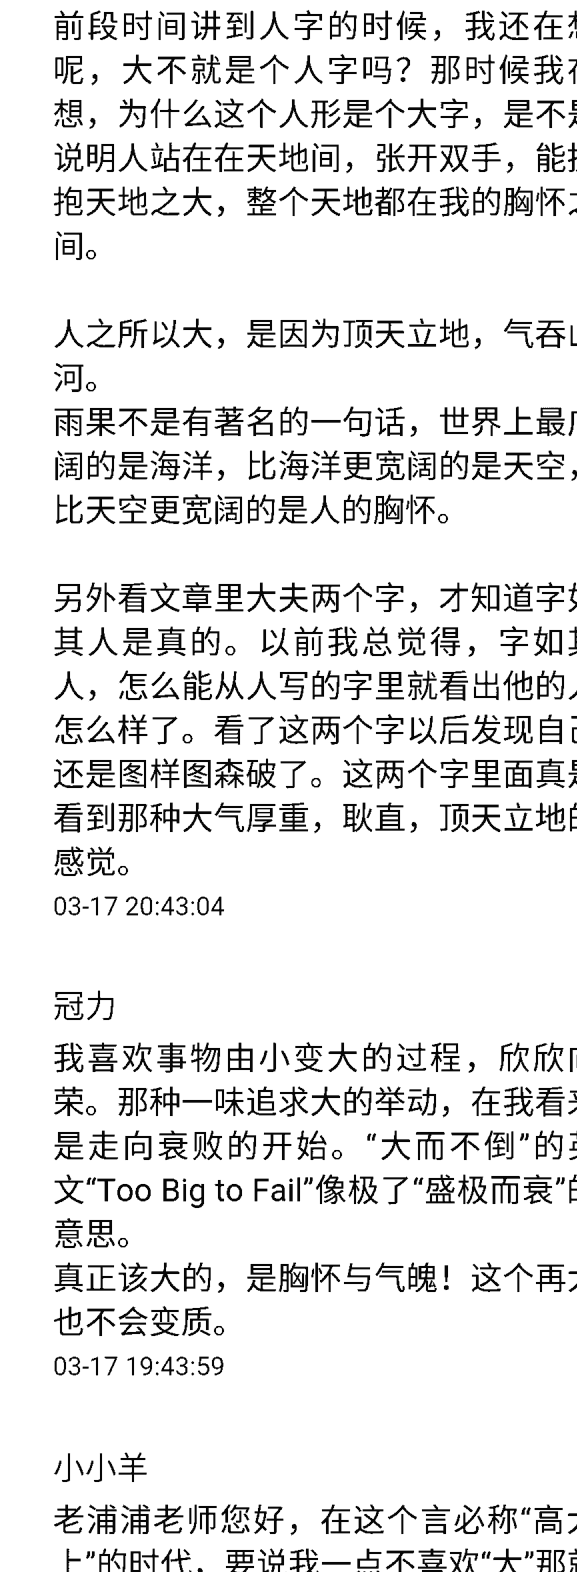 前段时间讲到人字的时候，我还在
呢，大不就是个人字吗？那时候我
想，为什么这个人形是个大字，是不
说明人站在在天地间，张开双手，能
抱天地之大，整个天地都在我的胸怀
间。
人之所以大，是因为顶天立地，气吞
河。
雨果不是有著名的一句话，世界上最
阔的是海洋，比海洋更宽阔的是天空，
比天空更宽阔的是人的胸怀。
另外看文章里大夫两个字，才知道字
其人是真的。以前我总觉得，字如
人，怎么能从人写的字里就看出他的
怎么样了。看了这两个字以后发现自
还是图样图森破了。这两个字里面真
看到那种大气厚重，耿直，顶天立地
感觉。
03-17 20:43:04
冠力
我喜欢事物由小变大的过程，欣欣
荣。那种一味追求大的举动，在我看
是走向衰败的开始。“大而不倒”的
文“Too Big to Fail”像极了“盛极而衰”
意思。
真正该大的，是胸怀与气魄！这个再
也不会变质。
03-17 19:43:59
小小羊
老浦浦老师您好，在这个言必称“高
上”的时代，要说我一点不喜欢“大”那